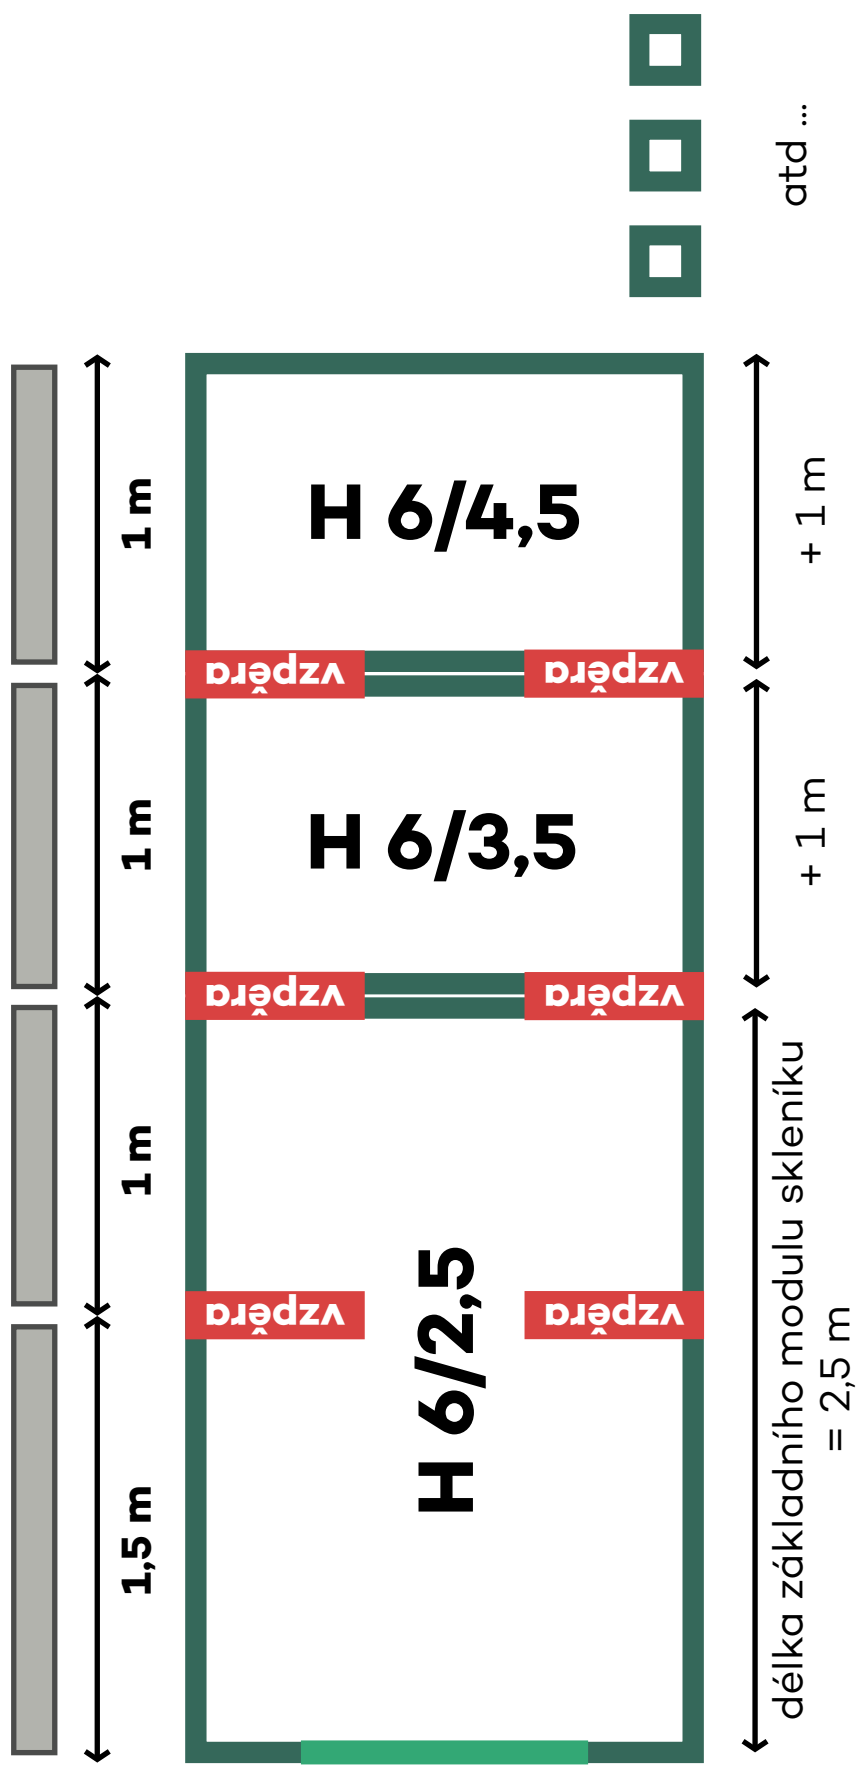 atd ...
1 m
H 6/4,5
+ 1 m
vzpěra
vzpěra
1 m
H 6/3,5
+ 1 m
vzpěra
vzpěra
1 m
H 6/2,5
vzpěra
vzpěra
1,5 m
délka základního modulu skleníku
= 2,5 m